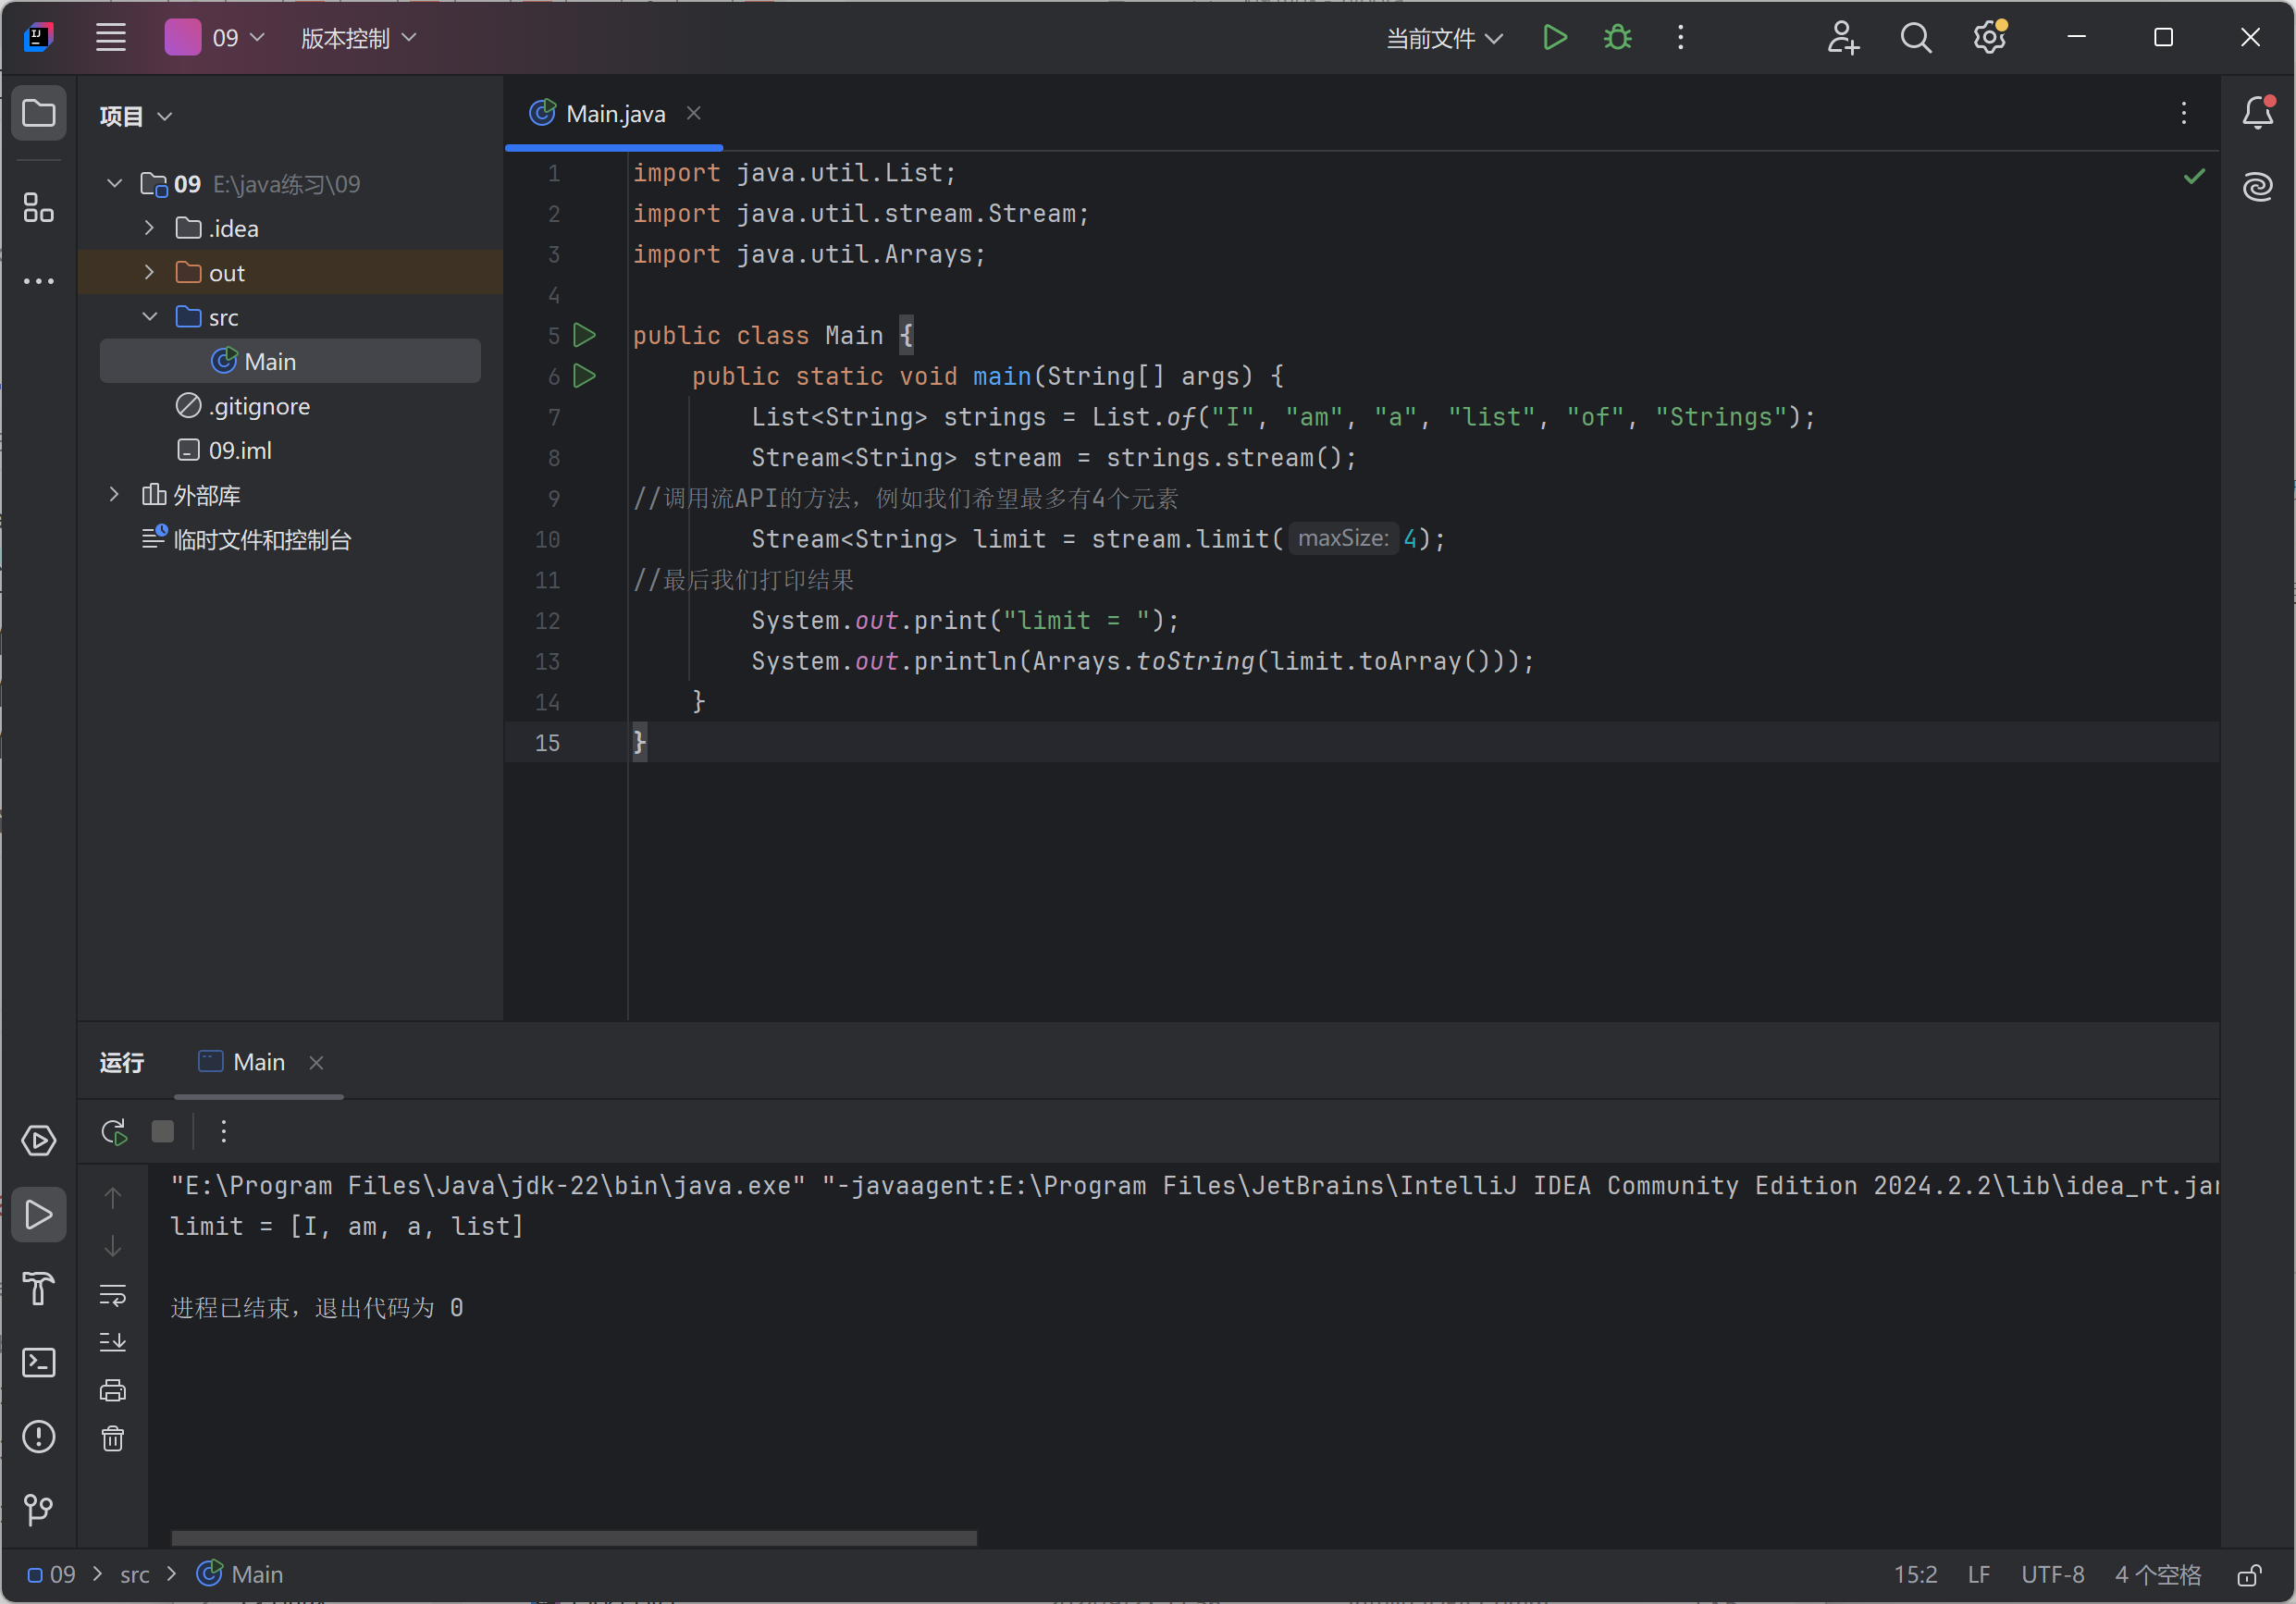 09 版本控制 当前文件
项目
Main.java
09 E:\java练习\09
.idea
out
src
Main
.gitignore
09.iml
外部库
临时文件和控制台
1 import java.util.List;
2 import java.util.stream.Stream;
3 import java.util.Arrays;
4
5 public class Main {
6 public static void main(String[] args) {
7 List<String> strings = List.of("I", "am", "a", "list", "of", "Strings");
8 Stream<String> stream = strings.stream();
9 //调用流API的方法，例如我们希望最多有4个元素
10 Stream<String> limit = stream.limit( maxSize: 4);
11 //最后我们打印结果
12 System.out.print("limit = ");
13 System.out.println(Arrays.toString(limit.toArray()));
14 }
15 }
运行 Main
"E:\Program Files\Java\jdk-22\bin\java.exe" "-javaagent:E:\Program Files\JetBrains\IntelliJ IDEA Community Edition 2024.2.2\lib\idea_rt.jar
limit = [I, am, a, list]
进程已结束，退出代码为 0
09 src Main 15:2 LF UTF-8 4 个空格